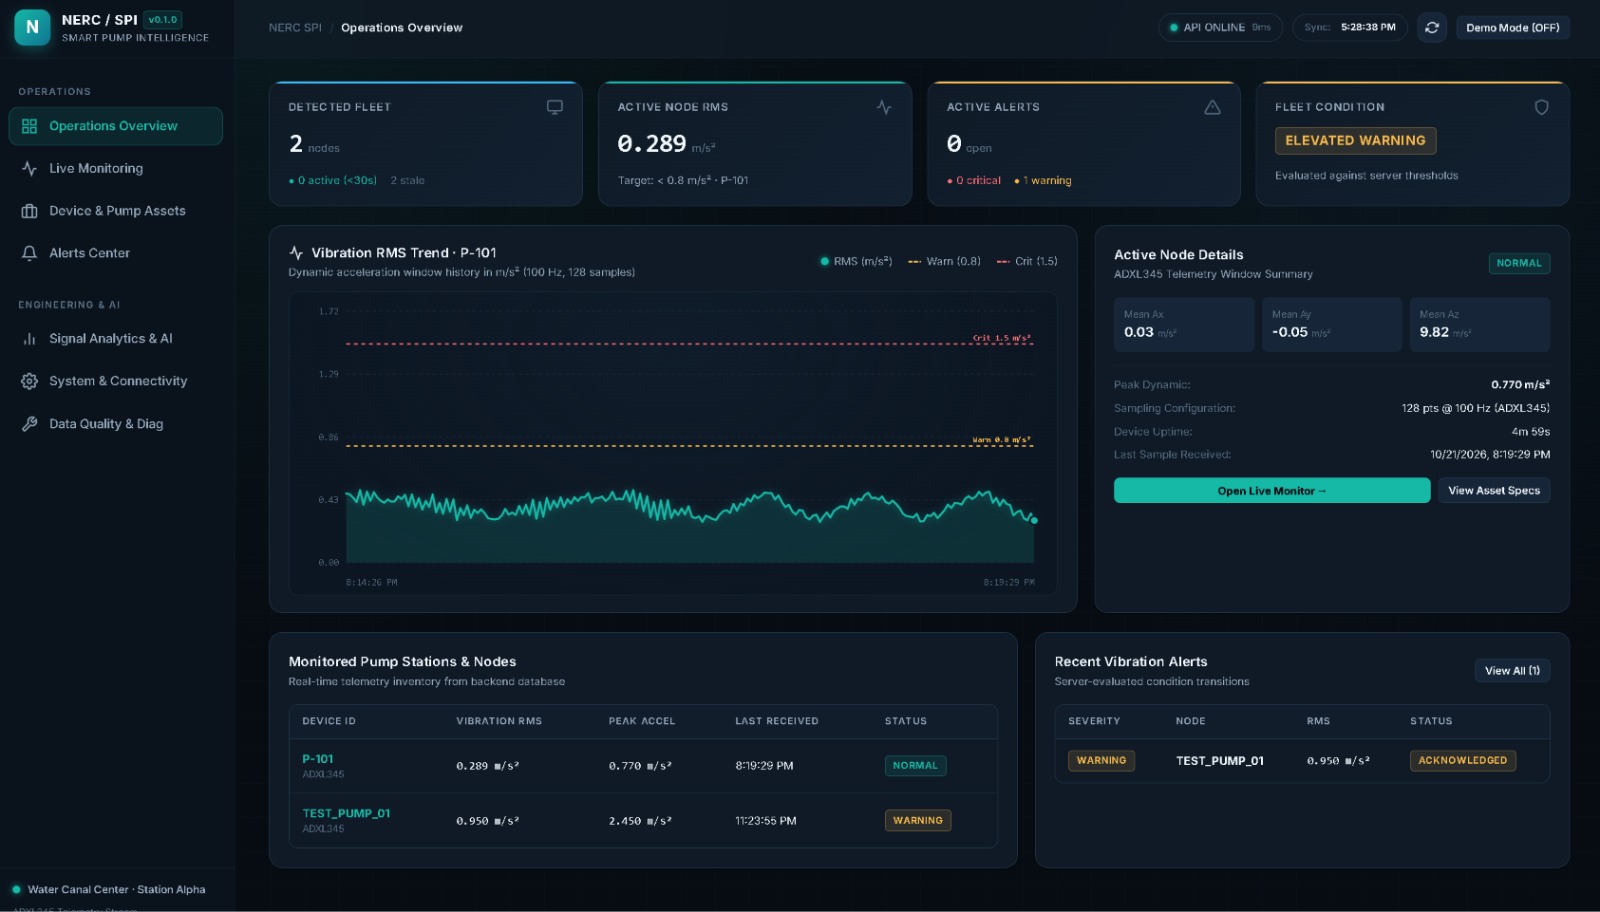 N
NERC / SPI v0.1.0
SMART PUMP INTELLIGENCE
OPERATIONS
Operations Overview
Live Monitoring
Device & Pump Assets
Alerts Center
ENGINEERING & AI
Signal Analytics & AI
System & Connectivity
Data Quality & Diag
Water Canal Center · Station Alpha
ADXL345 Telemetry Stream
NERC SPI / Operations Overview
API ONLINE 9ms
Sync: 5:28:38 PM
Demo Mode (OFF)
DETECTED FLEET
2 nodes
0 active (<30s) 2 stale
ACTIVE NODE RMS
0.289 m/s²
Target: < 0.8 m/s² · P-101
ACTIVE ALERTS
0 open
0 critical 1 warning
FLEET CONDITION
ELEVATED WARNING
Evaluated against server thresholds
Vibration RMS Trend · P-101
Dynamic acceleration window history in m/s² (100 Hz, 128 samples)
RMS (m/s²) Warn (0.8) Crit (1.5)
1.72
Crit 1.5 m/s²
1.29
0.86
Warn 0.8 m/s²
0.43
0.00
8:14:26 PM 8:19:29 PM
Active Node Details
ADXL345 Telemetry Window Summary
NORMAL
Mean Ax
0.03 m/s²
Mean Ay
-0.05 m/s²
Mean Az
9.82 m/s²
Peak Dynamic: 0.770 m/s²
Sampling Configuration: 128 pts @ 100 Hz (ADXL345)
Device Uptime: 4m 59s
Last Sample Received: 10/21/2026, 8:19:29 PM
Open Live Monitor →
View Asset Specs
Monitored Pump Stations & Nodes
Real-time telemetry inventory from backend database
DEVICE ID VIBRATION RMS PEAK ACCEL LAST RECEIVED STATUS
P-101
ADXL345
0.289 m/s² 0.770 m/s² 8:19:29 PM NORMAL
TEST_PUMP_01
ADXL345
0.950 m/s² 2.450 m/s² 11:23:55 PM WARNING
Recent Vibration Alerts
Server-evaluated condition transitions
View All (1)
SEVERITY NODE RMS STATUS
WARNING TEST_PUMP_01 0.950 m/s² ACKNOWLEDGED